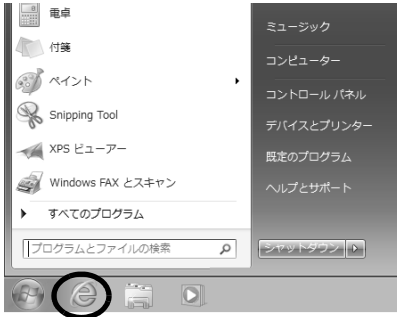 電卓
付箋
ペイント
Snipping Tool
XPS ビューアー
Windows FAX とスキャン
すべてのプログラム
プログラムとファイルの検索
ミュージック
コンピューター
コントロール パネル
デバイスとプリンター
既定のプログラム
ヘルプとサポート
シャットダウン